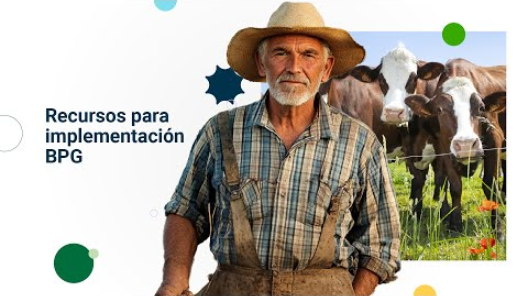 Recursos para
implementación
BPG